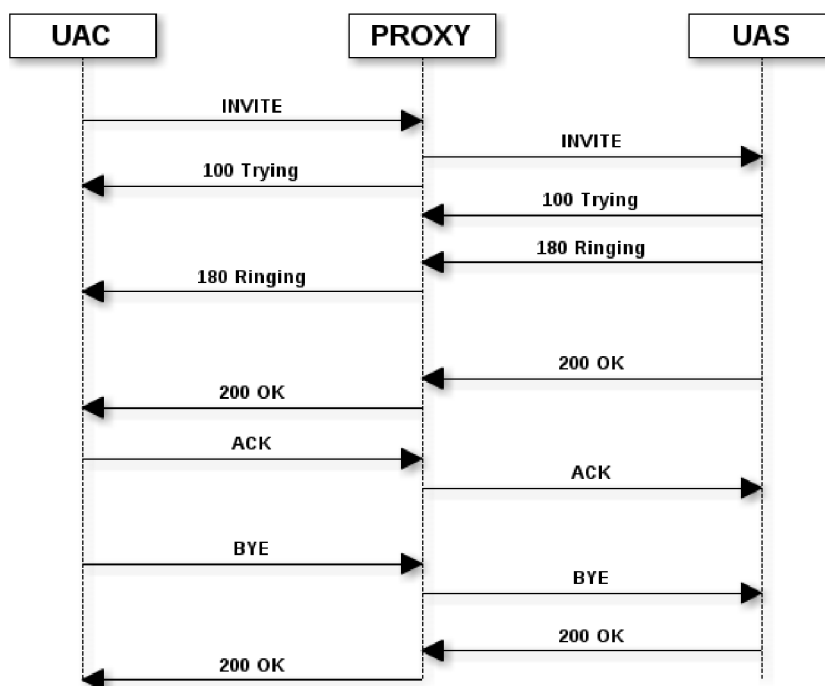 UAC PROXY UAS
INVITE
INVITE
100 Trying
100 Trying
180 Ringing
180 Ringing
200 OK
200 OK
ACK
ACK
BYE
BYE
200 OK
200 OK